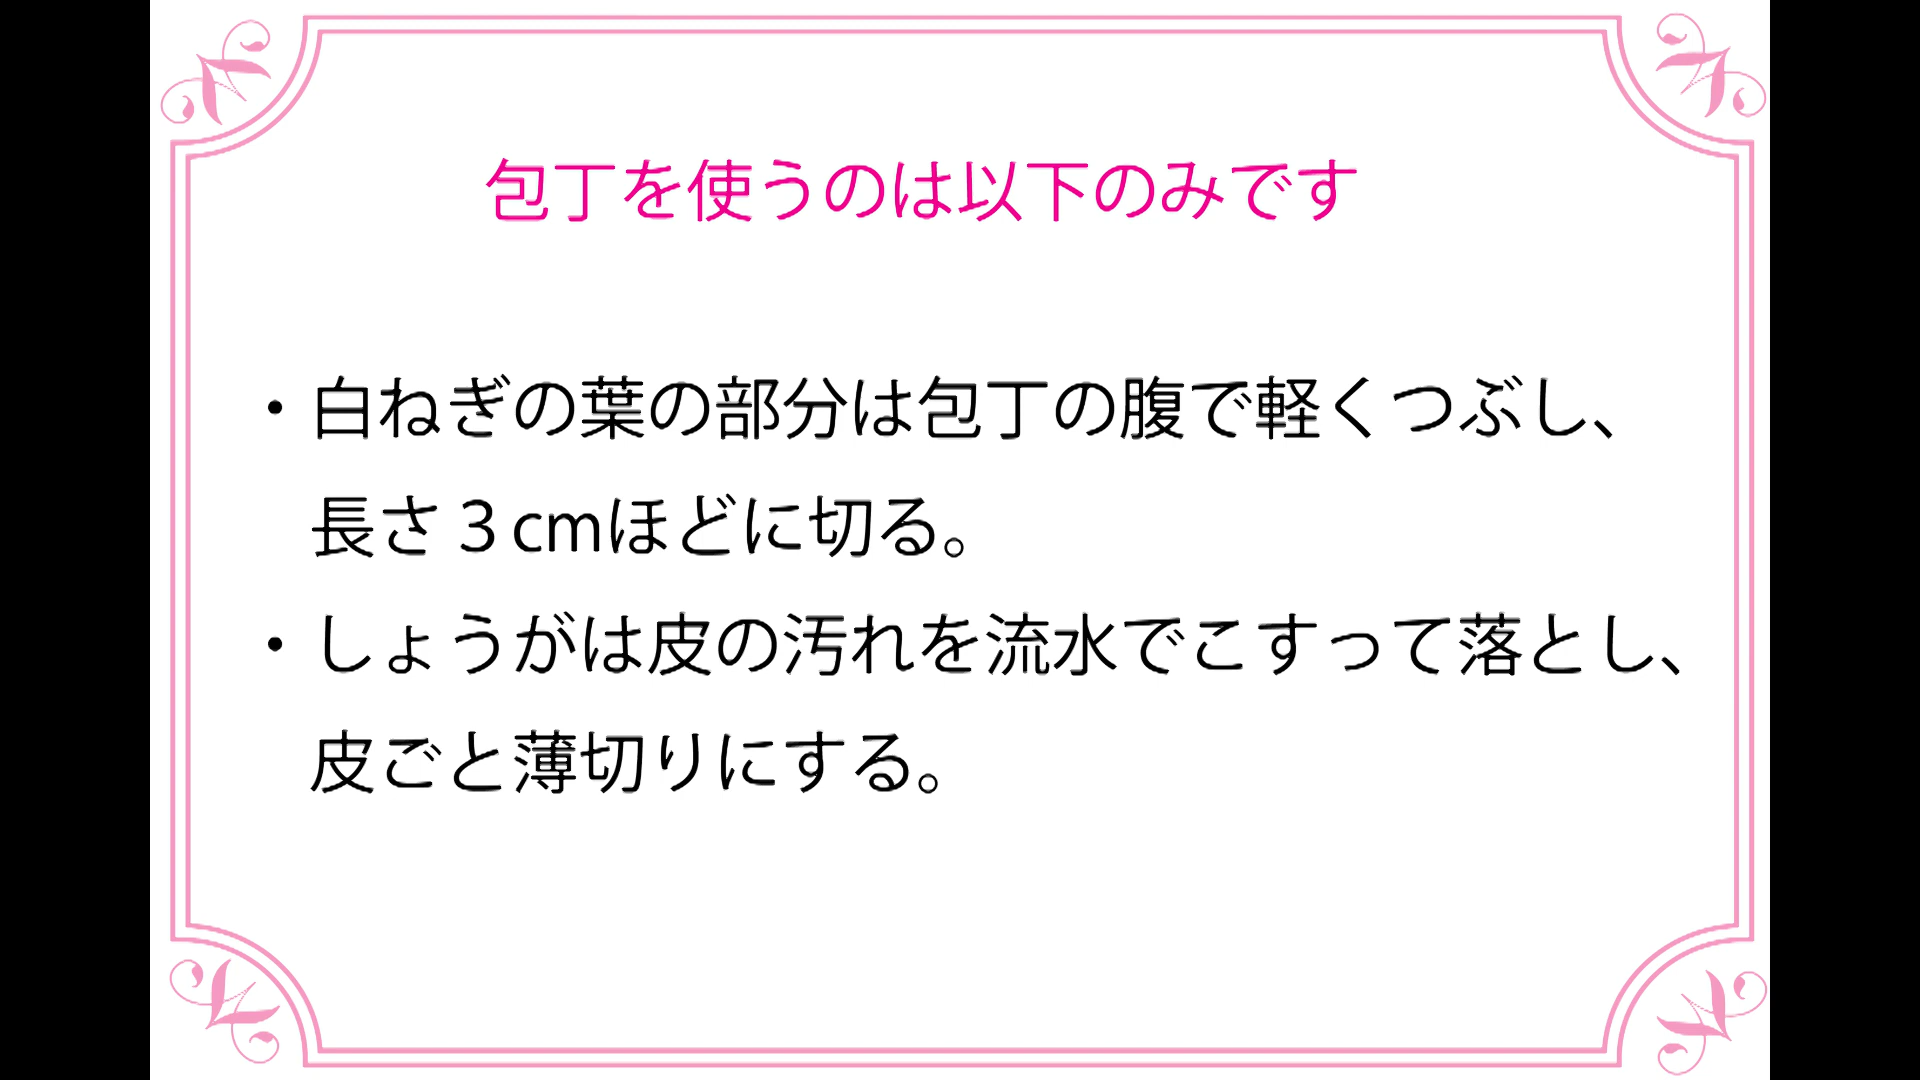 包丁を使うのは以下のみです
・白ねぎの葉の部分は包丁の腹で軽くつぶし、
長さ３cmほどに切る。
・しょうがは皮の汚れを流水でこすって落とし、
皮ごと薄切りにする。